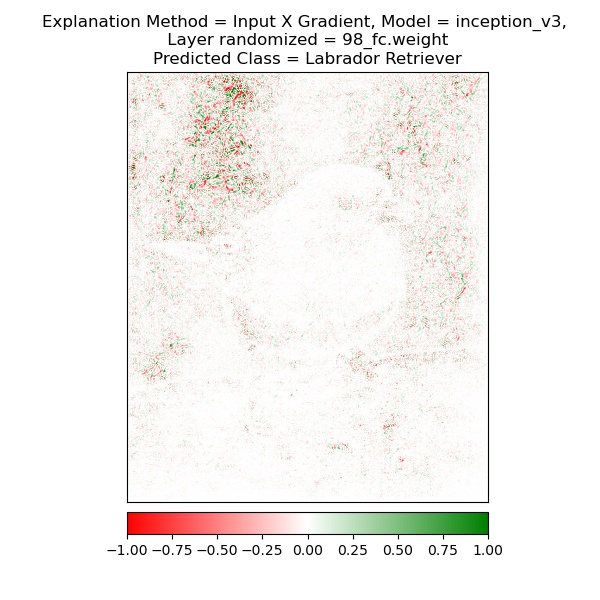 Explanation Method = Input X Gradient, Model = inception_v3,
Layer randomized = 98_fc.weight
Predicted Class = Labrador Retriever
−1.00 −0.75 −0.50 −0.25 0.00 0.25 0.50 0.75 1.00